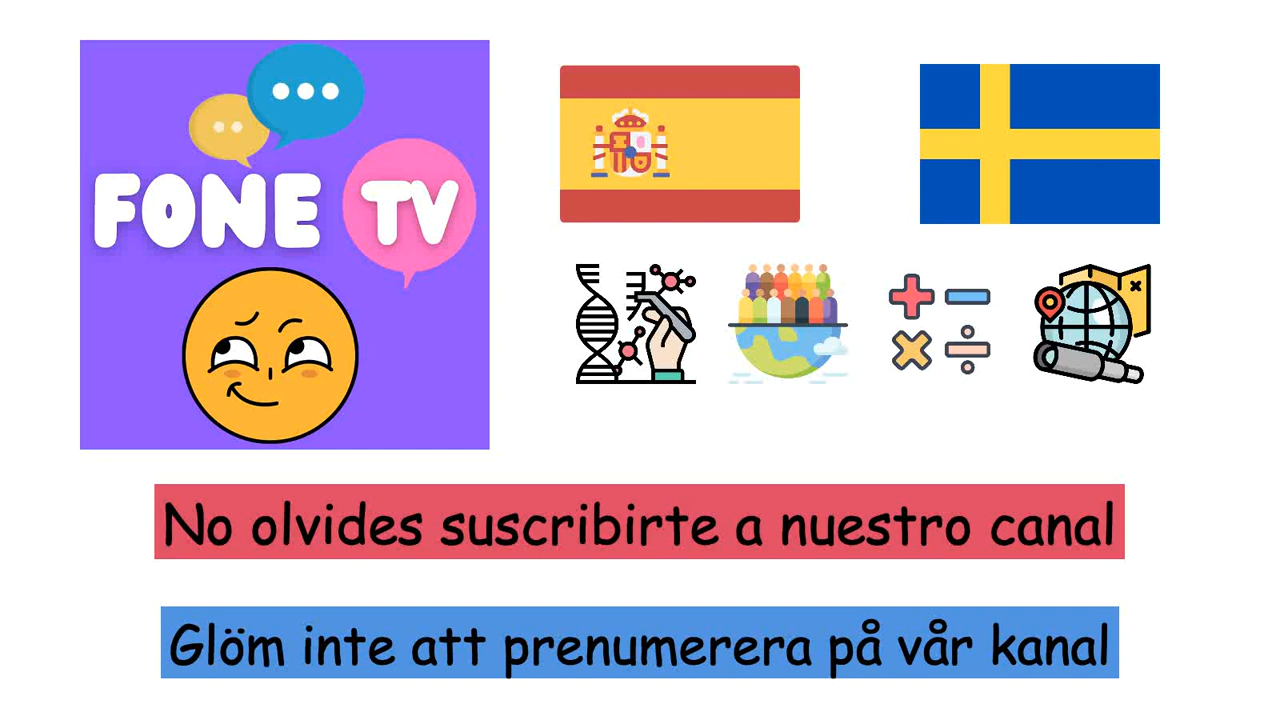 FONE TV
No olvides suscribirte a nuestro canal
Glöm inte att prenumerera på vår kanal